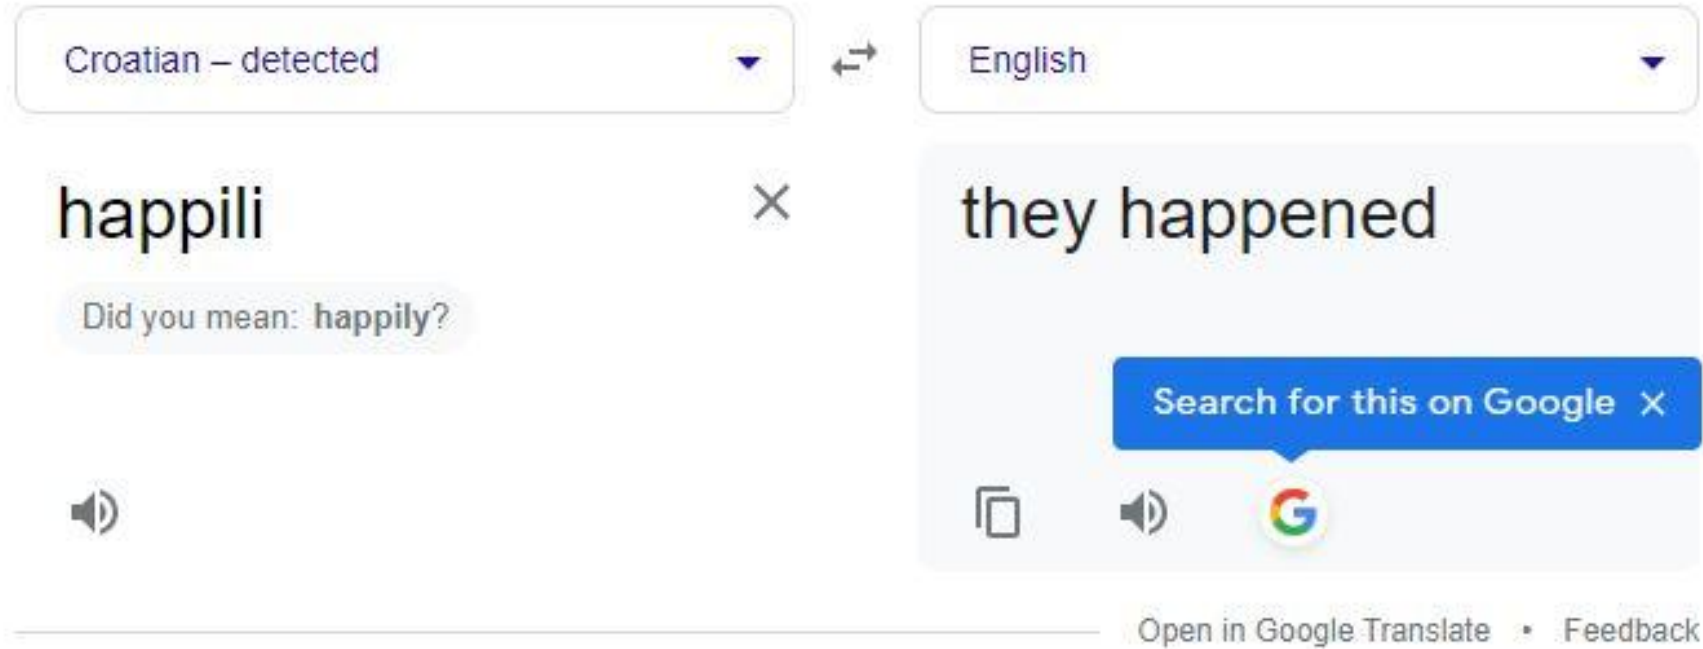 Croatian – detected
English
happili
they happened
Did you mean: happily?
Search for this on Google
Open in Google Translate • Feedback